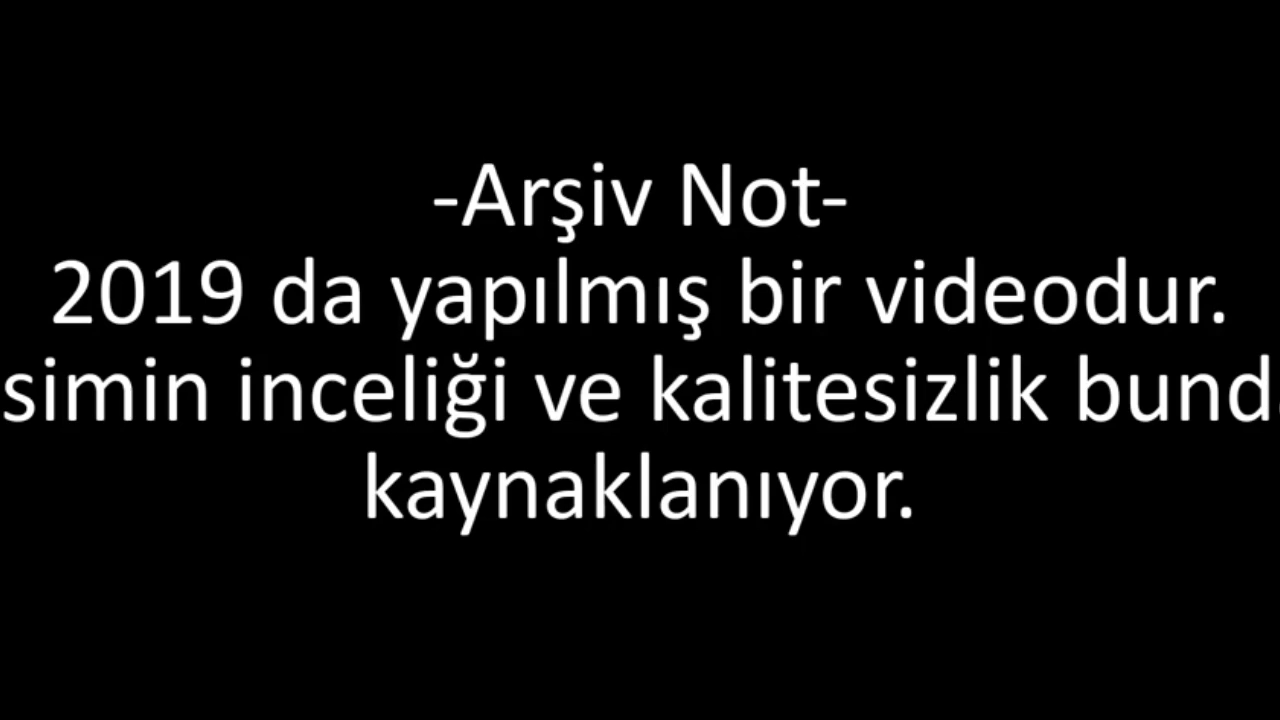 -Arşiv Not-
2019 da yapılmış bir videodur.
simin inceliği ve kalitesizlik bund
kaynaklanıyor.